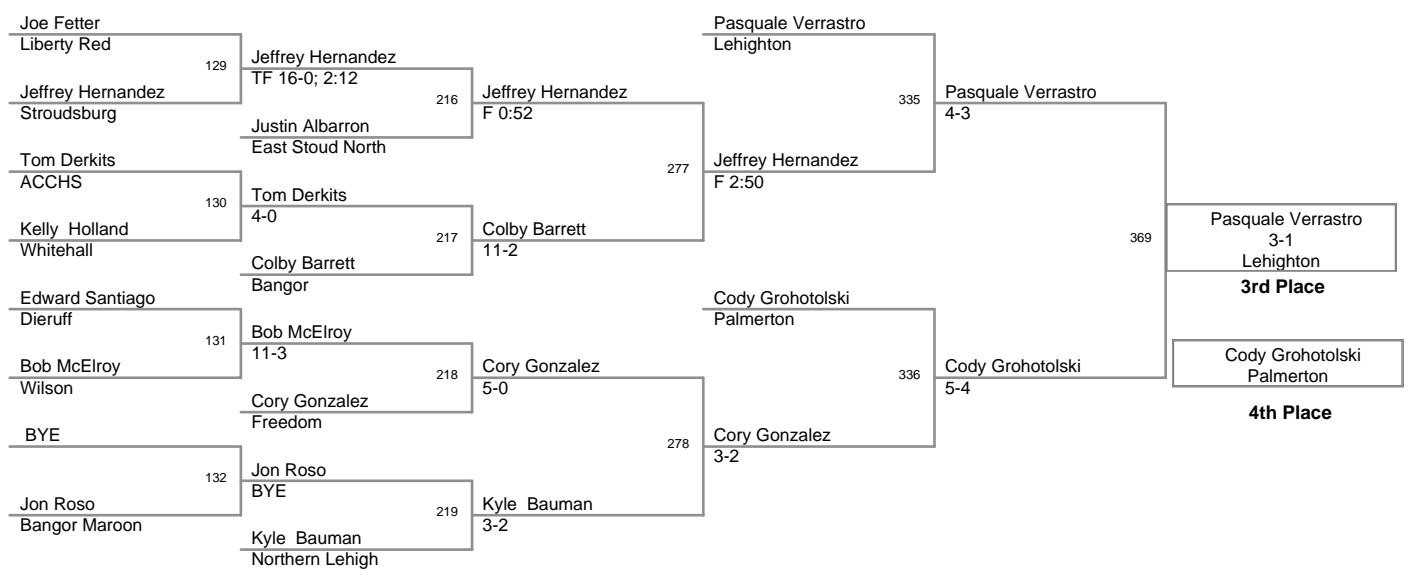 Joe Fetter
Liberty Red
129
Jeffrey Hernandez
Stroudsburg
Tom Derkits
ACCHS
130
Kelly  Holland
Whitehall
Edward Santiago
Dieruff
131
Bob McElroy
Wilson
BYE
132
Jon Roso
Bangor Maroon
Jeffrey Hernandez
TF 16-0; 2:12
216
Justin Albarron
East Stoud North
Tom Derkits
4-0
217
Colby Barrett
Bangor
Bob McElroy
11-3
218
Cory Gonzalez
Freedom
Jon Roso
BYE
219
Kyle  Bauman
Northern Lehigh
Jeffrey Hernandez
F 0:52
277
Colby Barrett
11-2
Cory Gonzalez
5-0
278
Kyle  Bauman
3-2
Pasquale Verrastro
Lehighton
335
Jeffrey Hernandez
F 2:50
Cody Grohotolski
Palmerton
336
Cory Gonzalez
3-2
Pasquale Verrastro
4-3
369
Cody Grohotolski
5-4
Pasquale Verrastro
3-1
Lehighton
3rd Place
Cody Grohotolski
Palmerton
4th Place